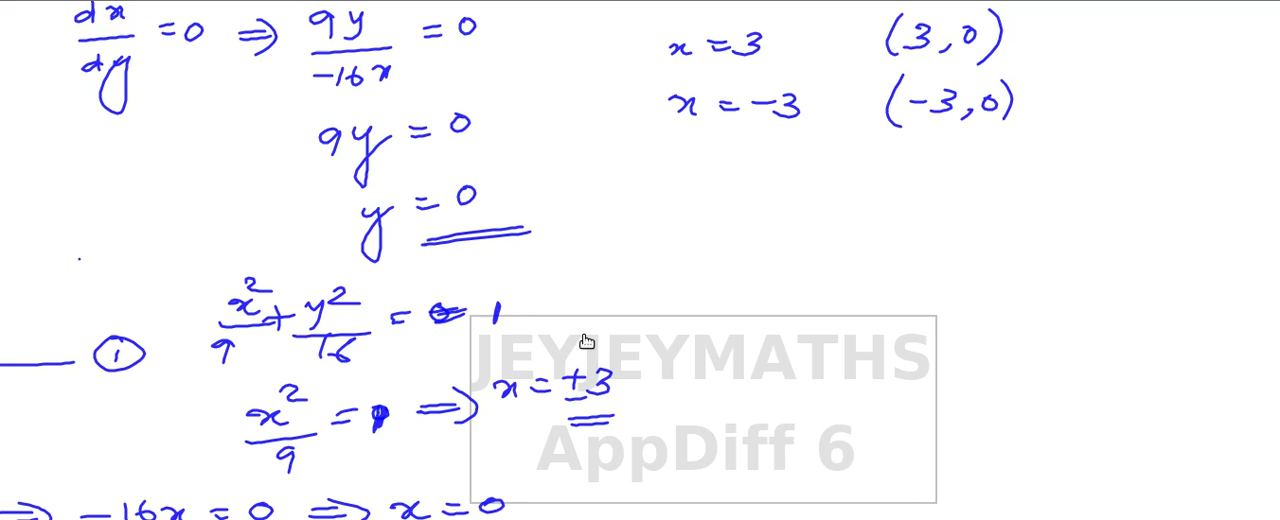 dx/dy = 0 ⇒ 9y/-16x = 0
9y = 0
y = 0
x = 3 (3,0)
x = -3 (-3,0)
① x²/9 + y²/16 = 1
x²/9 = 1 ⇒ x = ±3
⇒ -16x = 0 ⇒ x = 0
JEYJEYMATHS
AppDiff 6